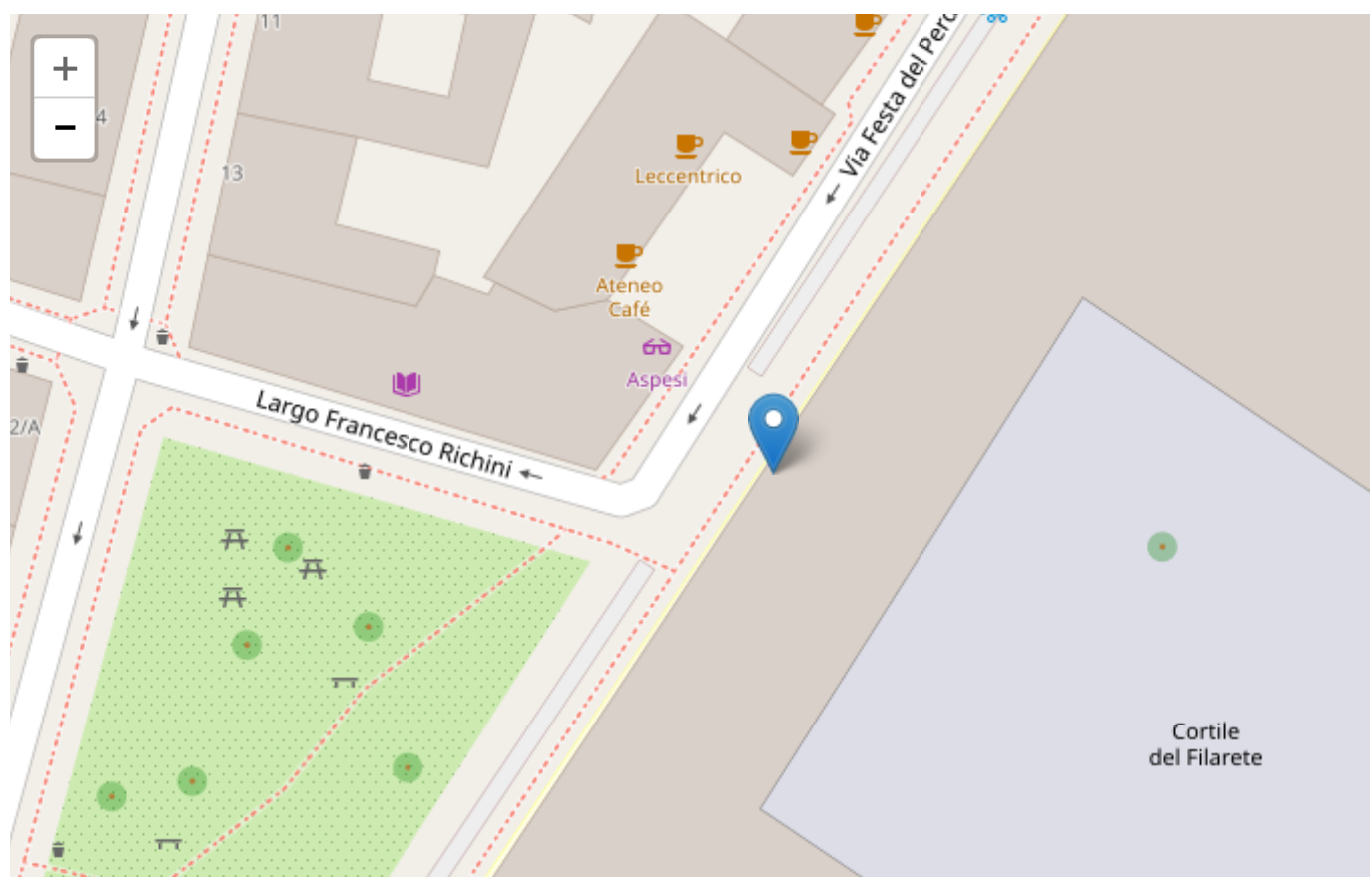 +
−
11
4
13
← Via Festa del Perd
Leccentrico
Ateneo
Café
Aspesi
Largo Francesco Richini ←
2/A
Cortile
del Filarete